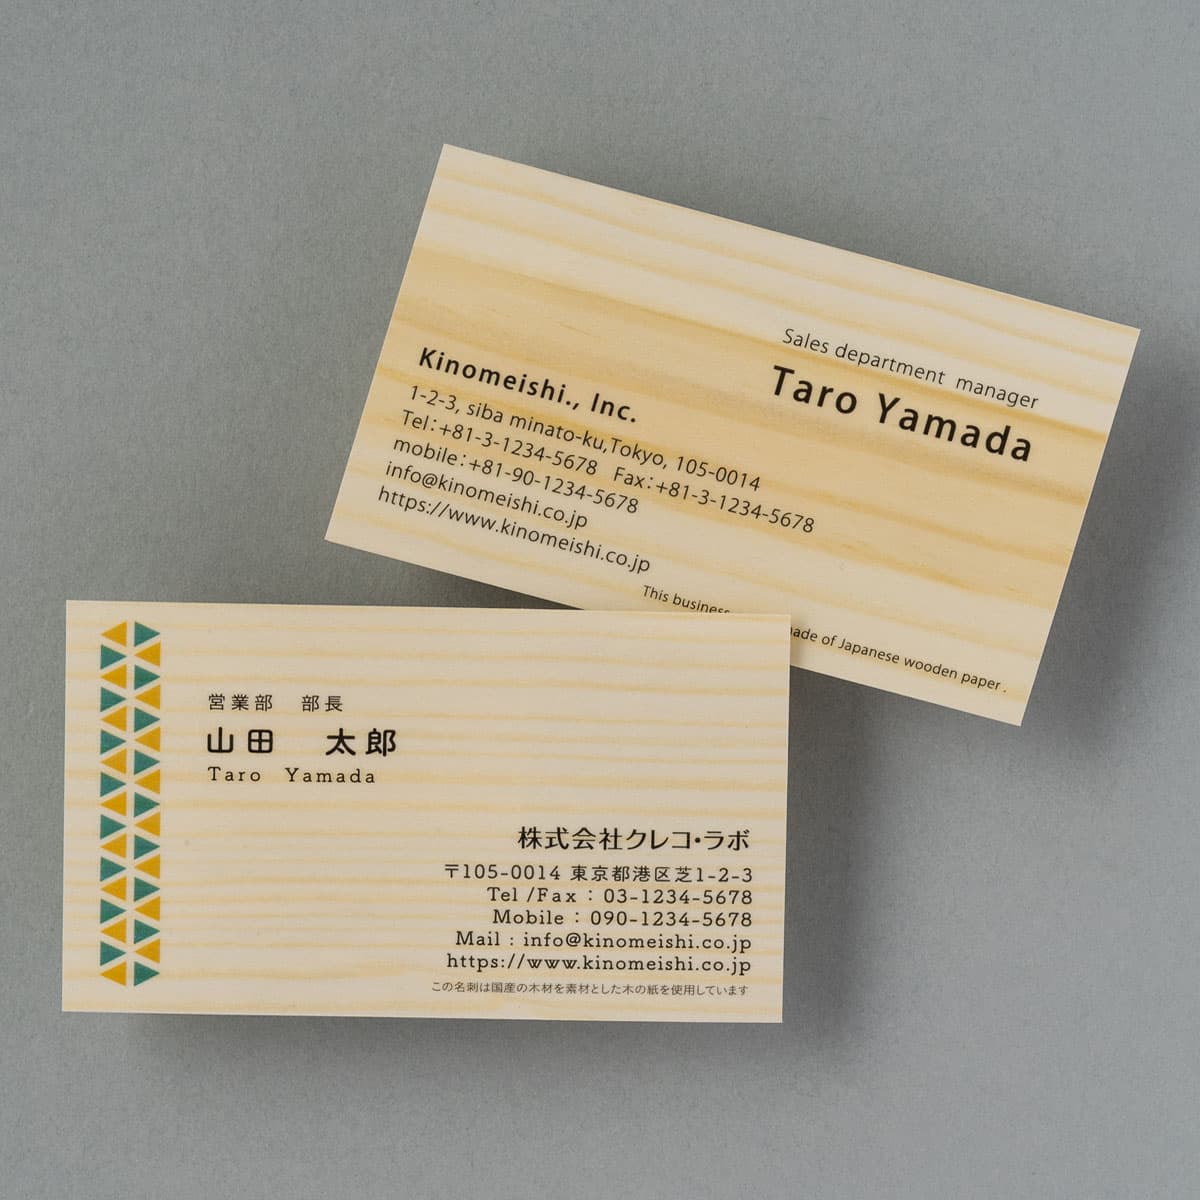 Sales department manager
Taro Yamada
Kinomeishi., Inc.
1-2-3, siba minato-ku,Tokyo, 105-0014
Tel:+81-3-1234-5678 Fax:+81-3-1234-5678
mobile:+81-90-1234-5678
info@kinomeishi.co.jp
https://www.kinomeishi.co.jp
This business made of Japanese wooden paper .
営業部 部長
山田 太郎
Taro Yamada
株式会社クレコ・ラボ
〒105-0014 東京都港区芝1-2-3
Tel /Fax : 03-1234-5678
Mobile : 090-1234-5678
Mail : info@kinomeishi.co.jp
https://www.kinomeishi.co.jp
この名刺は国産の木材を素材とした木の紙を使用しています